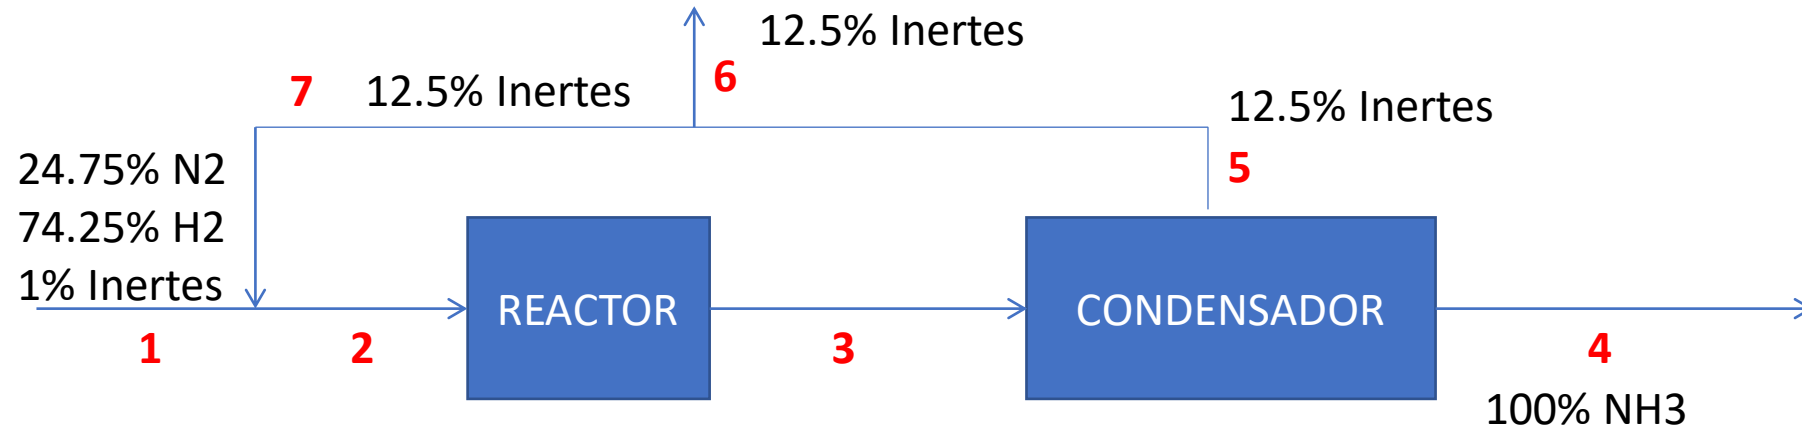 12.5% Inertes
7 12.5% Inertes
6
12.5% Inertes
5
24.75% N2
74.25% H2
1% Inertes
REACTOR
CONDENSADOR
1
2
3
4
100% NH3